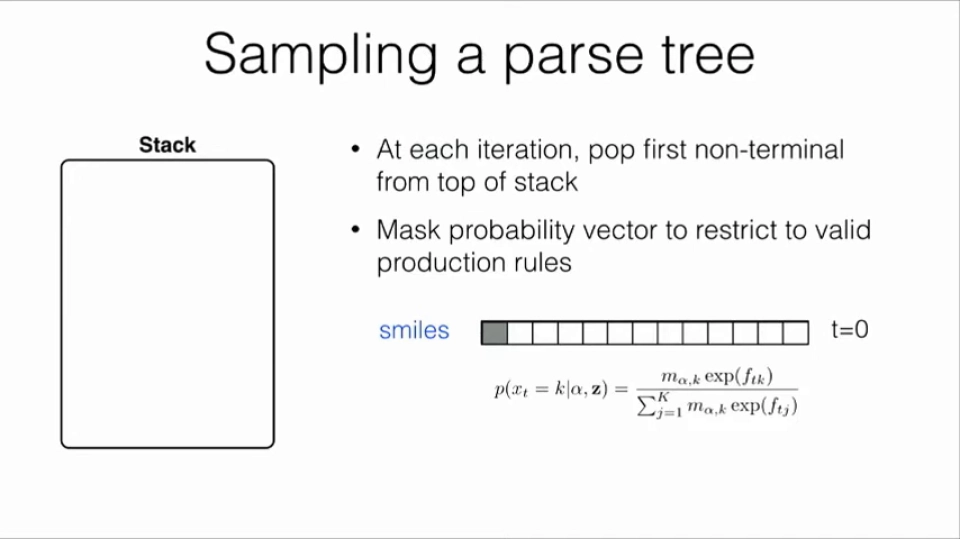 Sampling a parse tree
Stack
• At each iteration, pop first non-terminal
from top of stack
• Mask probability vector to restrict to valid
production rules
smiles
t=0
p(x_t = k|α, z) = m_{α,k} exp(f_{tk}) / ∑_{j=1}^{K} m_{α,k} exp(f_{tj})